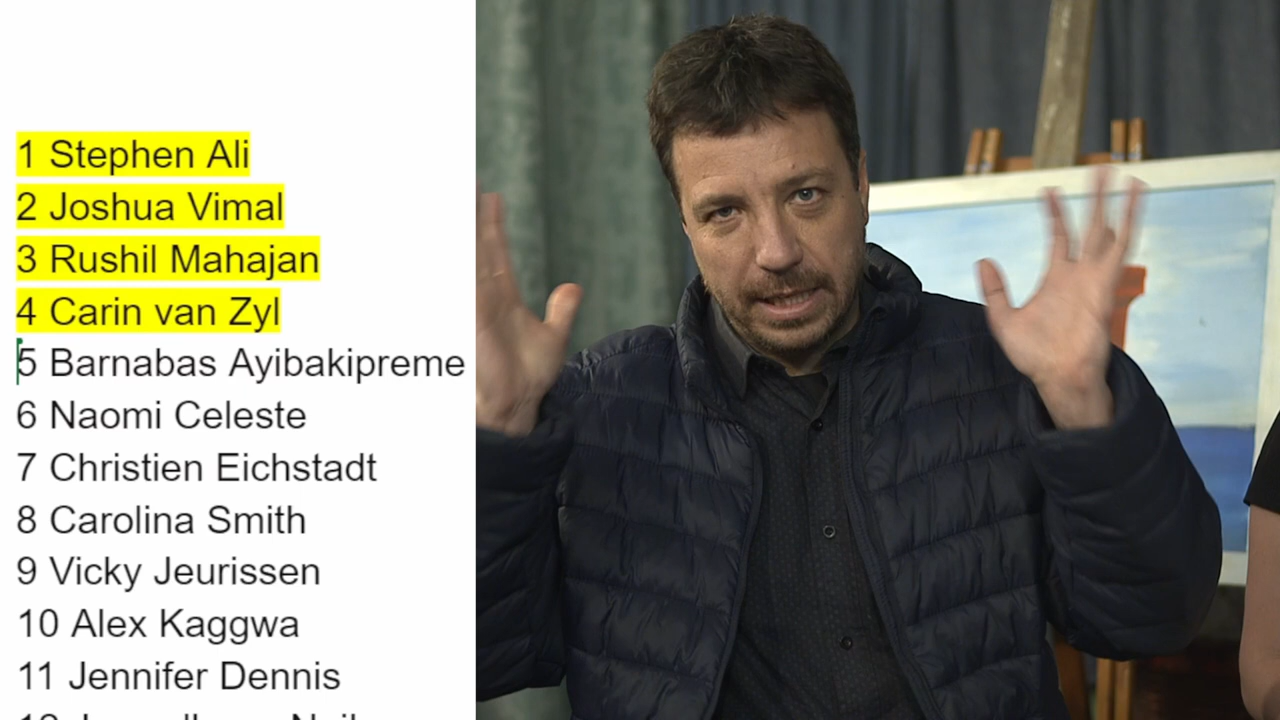 1 Stephen Ali
2 Joshua Vimal
3 Rushil Mahajan
4 Carin van Zyl
5 Barnabas Ayibakipreme
6 Naomi Celeste
7 Christien Eichstadt
8 Carolina Smith
9 Vicky Jeurissen
10 Alex Kaggwa
11 Jennifer Dennis